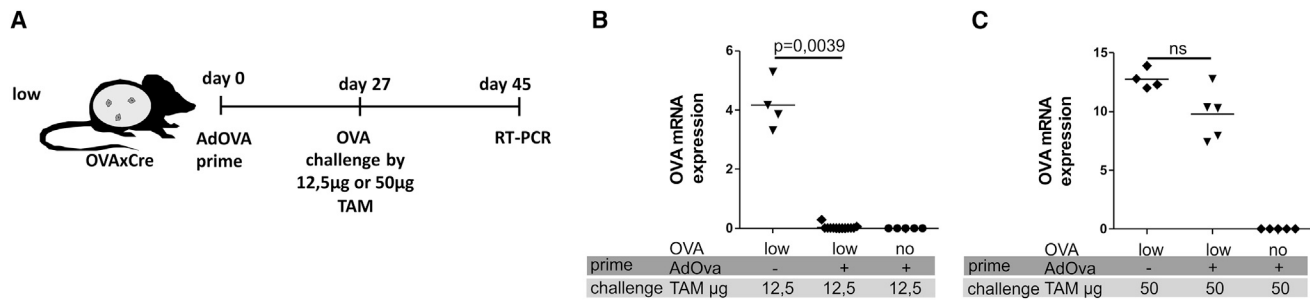 A
low
OVAxCre
day 0
day 27
day 45
AdOVA
prime
OVA
challenge by
12,5µg or 50µg
TAM
RT-PCR
B
OVA mRNA
expression
6
4
2
0
p=0,0039
OVA low low no
prime AdOva - + +
challenge TAM µg 12,5 12,5 12,5
C
OVA mRNA
expression
15
10
5
0
ns
OVA low low no
prime AdOva - + +
challenge TAM µg 50 50 50